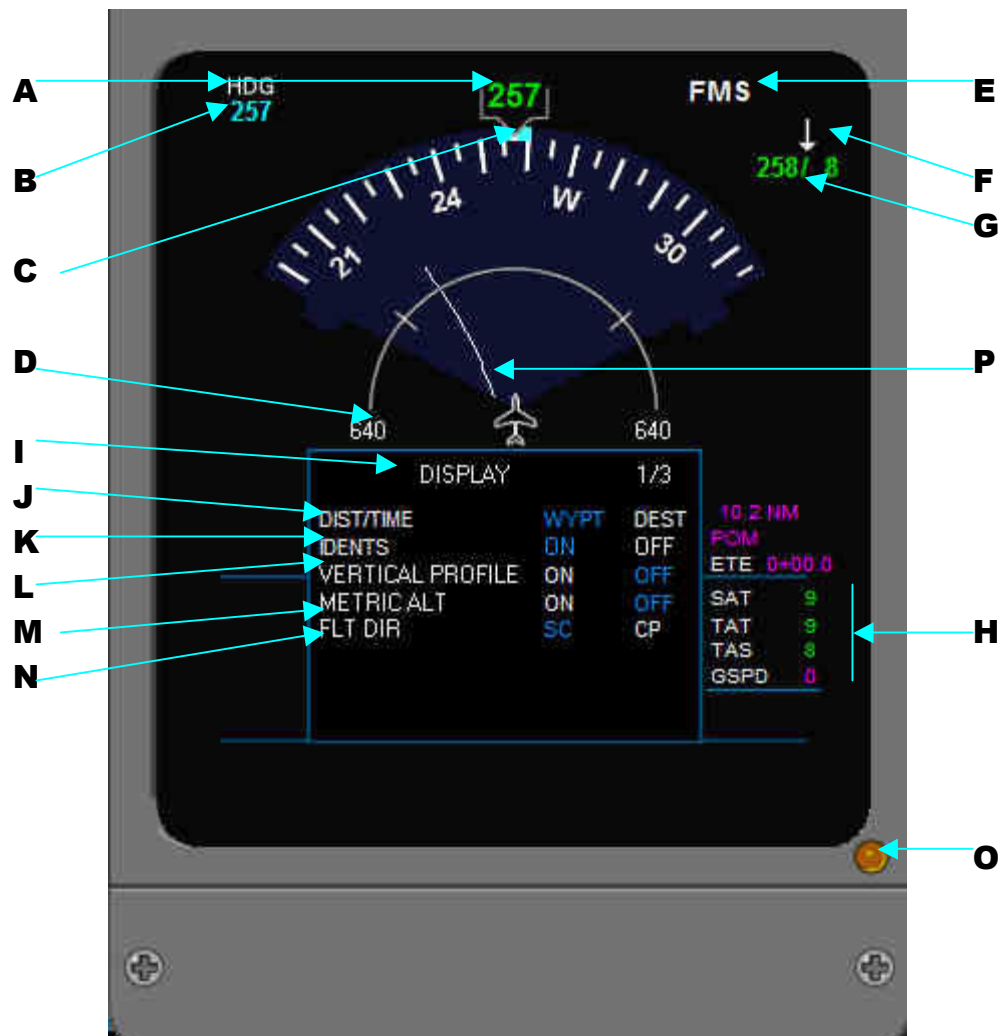 A HDG 257 FMS E
B 257
F
258/ 8
G
C 21 24 W 30
D P
640 640
I DISPLAY 1/3
J DIST/TIME WYPT DEST 10.2 NM
K IDENTS ON OFF POM
L VERTICAL PROFILE ON OFF ETE 0+00.0
M METRIC ALT ON OFF SAT 9
N FLT DIR SC CP TAT 9
TAS 8
H
GSPD 0
O